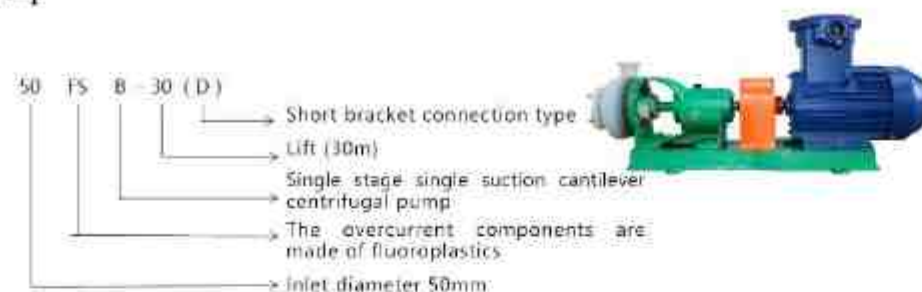 50 FS B - 30 (D)
Short bracket connection type
Lift (30m)
Single stage single suction cantilever
centrifugal pump
The overcurrent components are
made of fluoroplastics
Inlet diameter 50mm